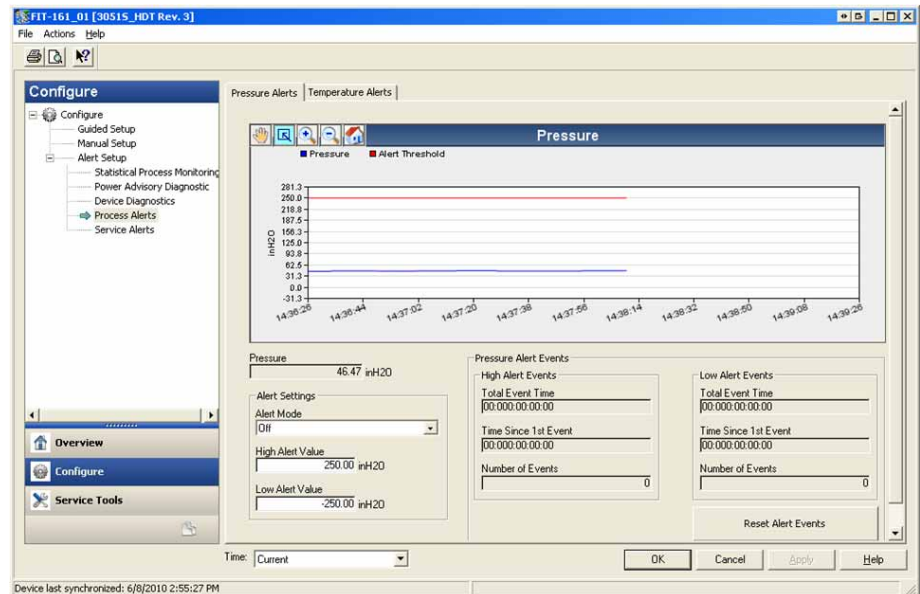 FIT-161_01 [3051S_HDT Rev. 3]
File Actions Help
Configure
Configure
Guided Setup
Manual Setup
Alert Setup
Statistical Process Monitoring
Power Advisory Diagnostic
Device Diagnostics
Process Alerts
Service Alerts
Overview
Configure
Service Tools
Pressure Alerts Temperature Alerts
Pressure
Pressure Alert Threshold
inH2O
281.3
250.0
218.8
187.5
156.3
125.0
93.8
62.5
31.3
0.0
-31.3
14:36:26 14:36:44 14:37:02 14:37:20 14:37:38 14:37:56 14:38:14 14:38:32 14:38:50 14:39:08 14:39:26
Pressure
46.47 inH2O
Alert Settings
Alert Mode
Off
High Alert Value
250.00 inH2O
Low Alert Value
-250.00 inH2O
Pressure Alert Events
High Alert Events
Total Event Time
00:000:00:00:00
Time Since 1st Event
00:000:00:00:00
Number of Events
0
Low Alert Events
Total Event Time
00:000:00:00:00
Time Since 1st Event
00:000:00:00:00
Number of Events
0
Reset Alert Events
Time: Current
OK Cancel Apply Help
Device last synchronized: 6/8/2010 2:55:27 PM